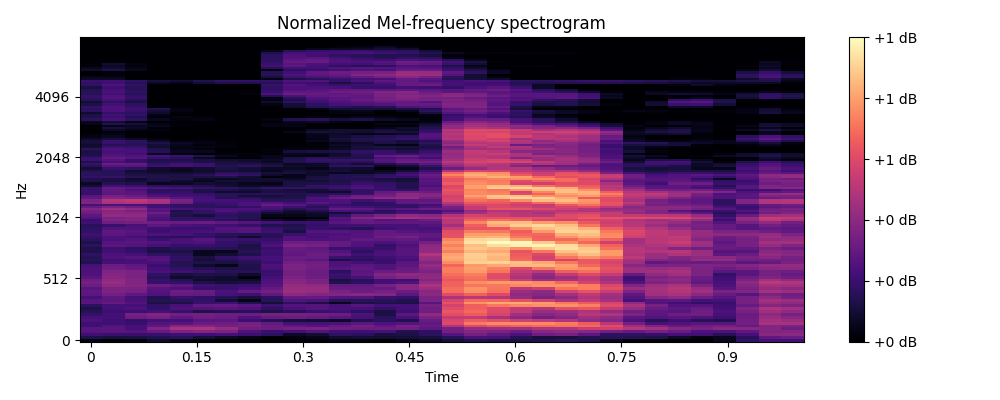 Normalized Mel-frequency spectrogram
Hz
4096
2048
1024
512
0
0 0.15 0.3 0.45 0.6 0.75 0.9
Time
+1 dB
+1 dB
+1 dB
+0 dB
+0 dB
+0 dB